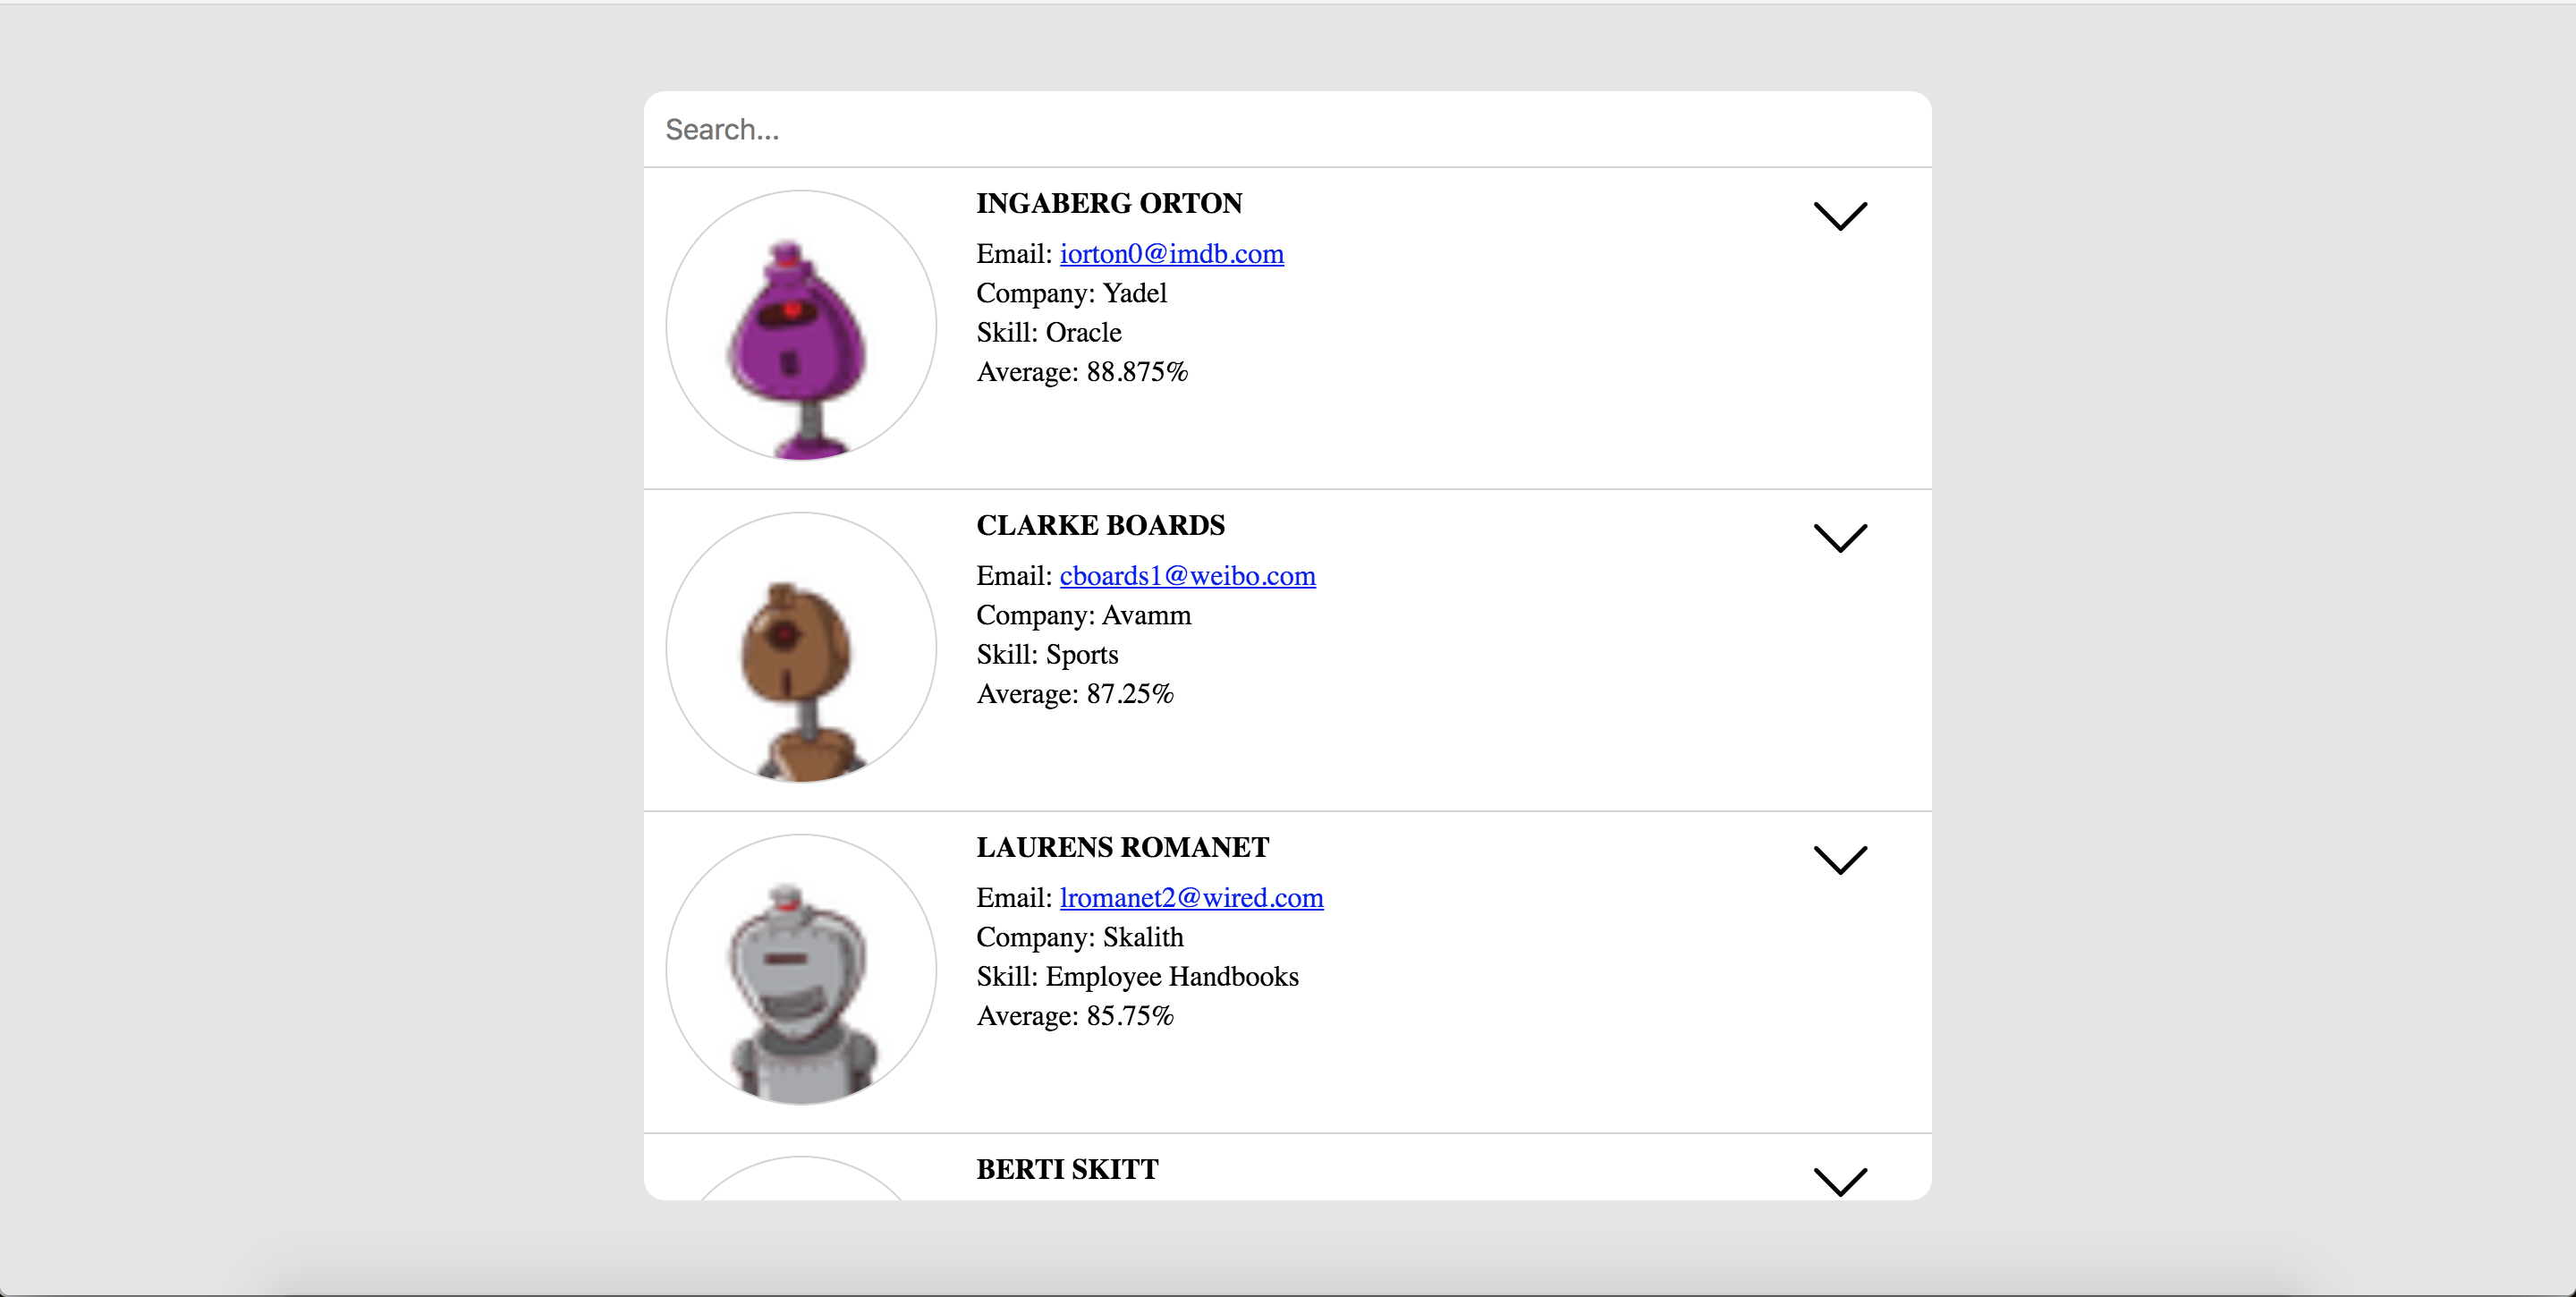 Search...
INGABERG ORTON
Email: iorton0@imdb.com
Company: Yadel
Skill: Oracle
Average: 88.875%
CLARKE BOARDS
Email: cboards1@weibo.com
Company: Avamm
Skill: Sports
Average: 87.25%
LAURENS ROMANET
Email: lromanet2@wired.com
Company: Skalith
Skill: Employee Handbooks
Average: 85.75%
BERTI SKITT